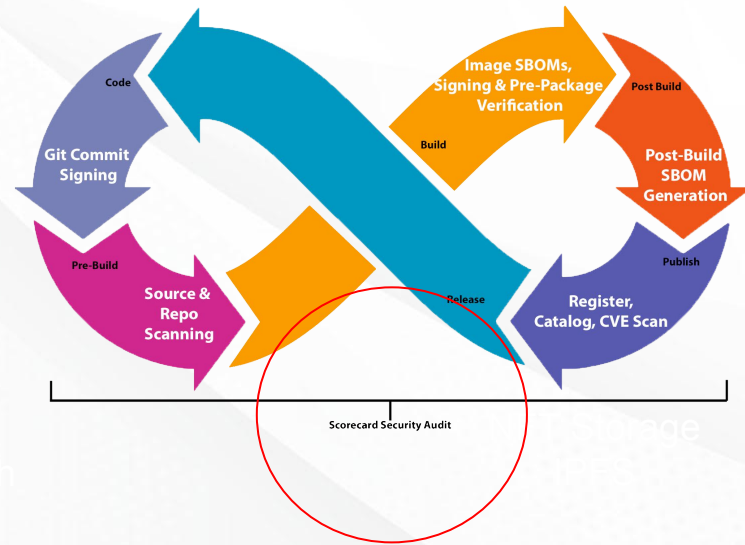 Code
Git Commit
Signing
Pre-Build
Source &
Repo
Scanning
Build
Image SBOMs,
Signing & Pre-Package
Verification
Post Build
Post-Build
SBOM
Generation
Publish
Register,
Catalog, CVE Scan
Release
Scorecard Security Audit